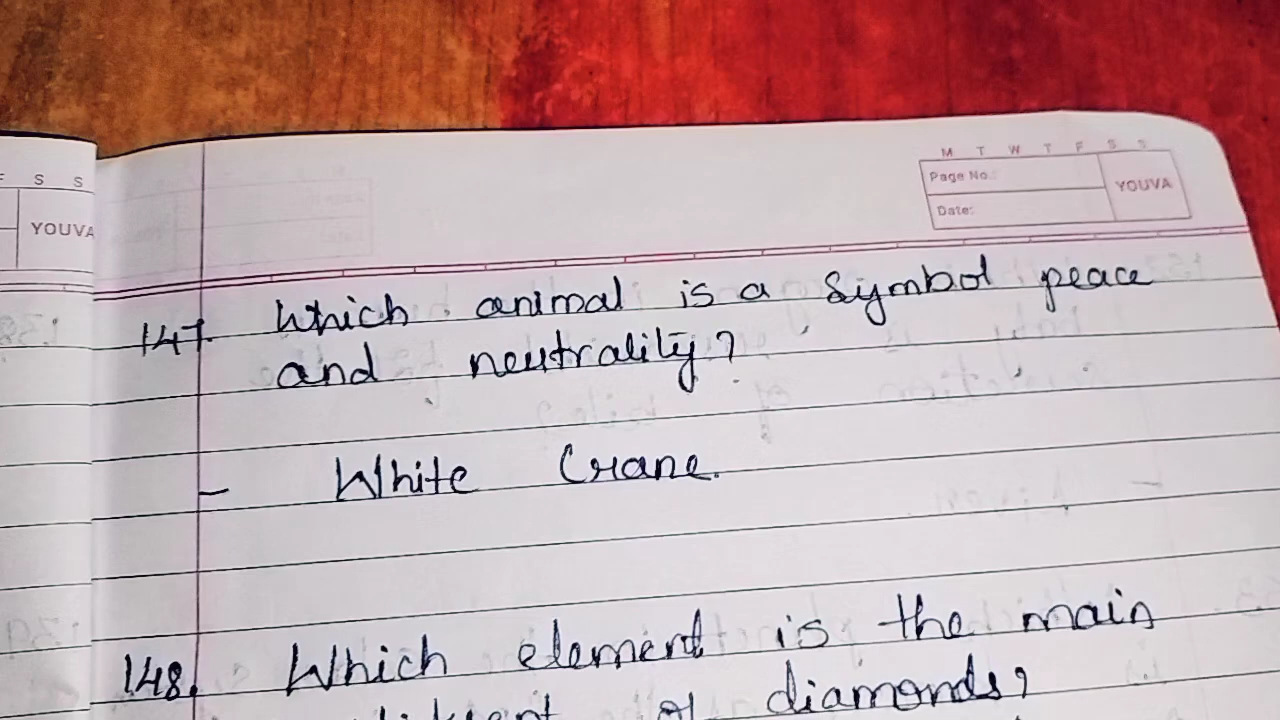 F S S
YOUVA
M T W T F S S
Page No.:
YOUVA
Date:
147. Which animal is a Symbol peace
and neutrality?
- White Crane.
148. Which element is the main
of diamonds?